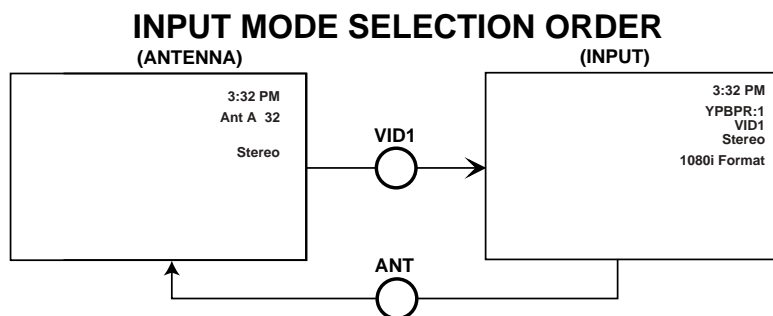 INPUT MODE SELECTION ORDER
(ANTENNA)
(INPUT)
3:32 PM
Ant A 32
Stereo
VID1
3:32 PM
YPBPR:1
VID1
Stereo
1080i Format
ANT